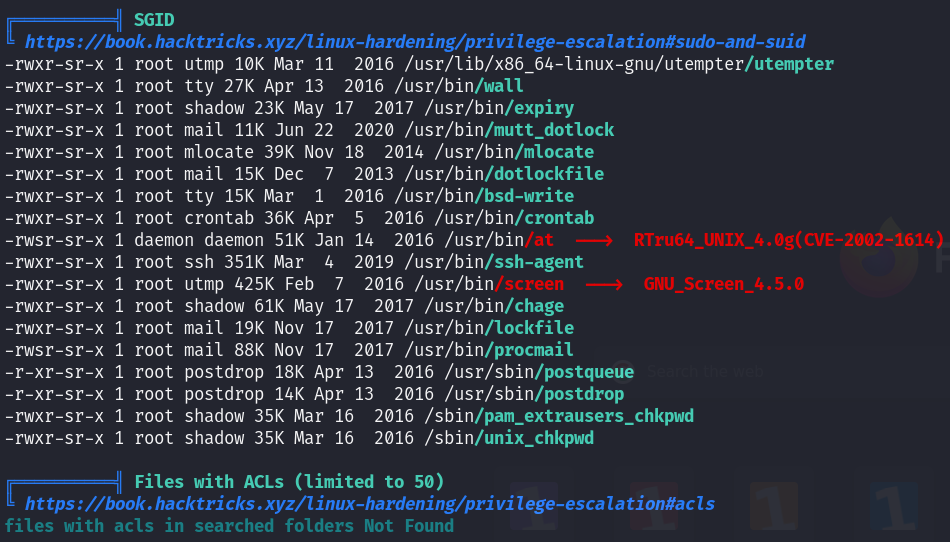 SGID
https://book.hacktricks.xyz/linux-hardening/privilege-escalation#sudo-and-suid
-rwxr-sr-x 1 root utmp 10K Mar 11  2016 /usr/lib/x86_64-linux-gnu/utempter/utempter
-rwxr-sr-x 1 root tty 27K Apr 13  2016 /usr/bin/wall
-rwxr-sr-x 1 root shadow 23K May 17  2017 /usr/bin/expiry
-rwxr-sr-x 1 root mail 11K Jun 22  2020 /usr/bin/mutt_dotlock
-rwxr-sr-x 1 root mlocate 39K Nov 18  2014 /usr/bin/mlocate
-rwxr-sr-x 1 root mail 15K Dec  7  2013 /usr/bin/dotlockfile
-rwxr-sr-x 1 root tty 15K Mar  1  2016 /usr/bin/bsd-write
-rwxr-sr-x 1 root crontab 36K Apr  5  2016 /usr/bin/crontab
-rwsr-sr-x 1 daemon daemon 51K Jan 14  2016 /usr/bin/at  --->  RTru64_UNIX_4.0g(CVE-2002-1614)
-rwxr-sr-x 1 root ssh 351K Mar  4  2019 /usr/bin/ssh-agent
-rwxr-sr-x 1 root utmp 425K Feb  7  2016 /usr/bin/screen  --->  GNU_Screen_4.5.0
-rwxr-sr-x 1 root shadow 61K May 17  2017 /usr/bin/chage
-rwxr-sr-x 1 root mail 19K Nov 17  2017 /usr/bin/lockfile
-rwsr-sr-x 1 root mail 88K Nov 17  2017 /usr/bin/procmail
-r-xr-sr-x 1 root postdrop 18K Apr 13  2016 /usr/sbin/postqueue
Search the web
-r-xr-sr-x 1 root postdrop 14K Apr 13  2016 /usr/sbin/postdrop
-rwxr-sr-x 1 root shadow 35K Mar 16  2016 /sbin/pam_extrausers_chkpwd
-rwxr-sr-x 1 root shadow 35K Mar 16  2016 /sbin/unix_chkpwd
Files with ACLs (limited to 50)
https://book.hacktricks.xyz/linux-hardening/privilege-escalation#acls
files with acls in searched folders Not Found